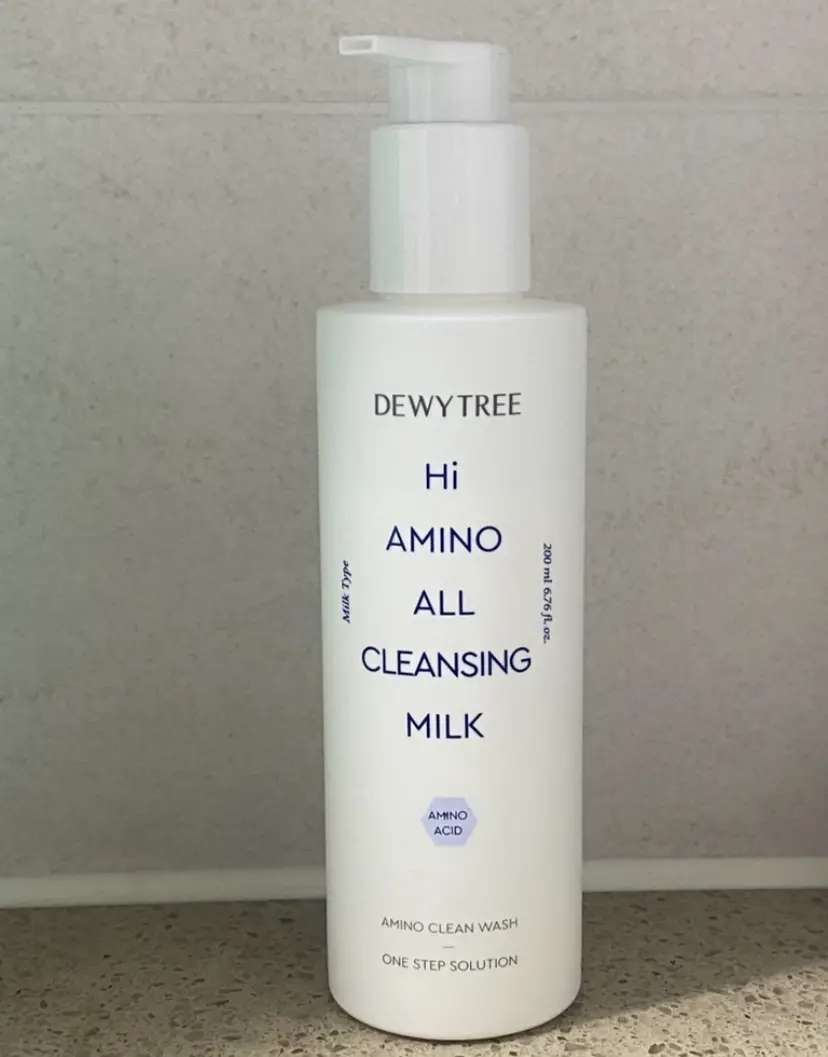 DEWYTREE
Hi
AMINO
ALL
CLEANSING
MILK
Milk Type
200 ml 6.76 fl. oz.
AMINO
ACID
AMINO CLEAN WASH
ONE STEP SOLUTION